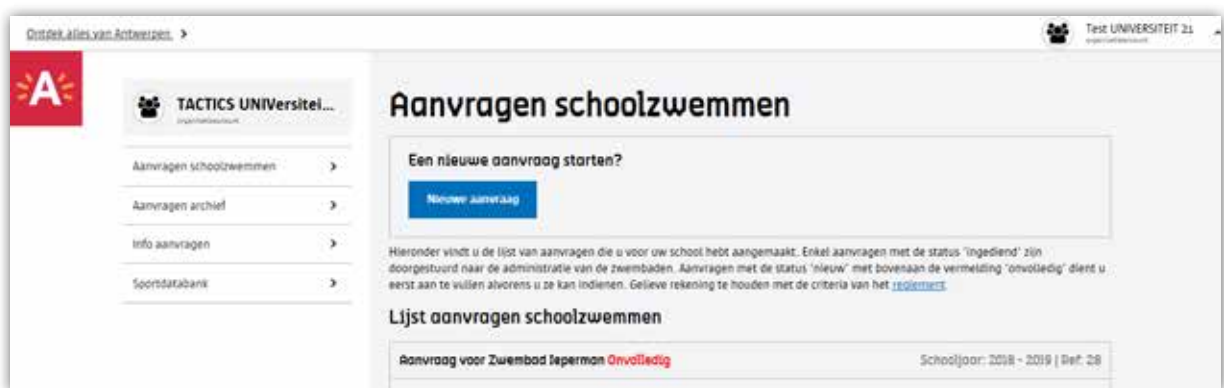 Ontdek alles van Antwerpen
Test UNIVERSITEIT 21
organisatieaccount
A
TACTICS UNIVersitei...
organisatieaccount
Aanvragen schoolzwemmen
Aanvragen archief
Info aanvragen
Sportdatabank
Aanvragen schoolzwemmen
Een nieuwe aanvraag starten?
Nieuwe aanvraag
Hieronder vindt u de lijst van aanvragen die u voor uw school hebt aangemaakt. Enkel aanvragen met de status 'ingediend' zijn
doorgestuurd naar de administratie van de zwembaden. Aanvragen met de status 'nieuw' met bovenaan de vermelding 'onvolledig' dient u
eerst aan te vullen alvorens u ze kan indienen. Gelieve rekening te houden met de criteria van het reglement
Lijst aanvragen schoolzwemmen
Aanvraag voor Zwembad Ieperman Onvolledig
Schooljaar: 2018 - 2019 | Ref: 28